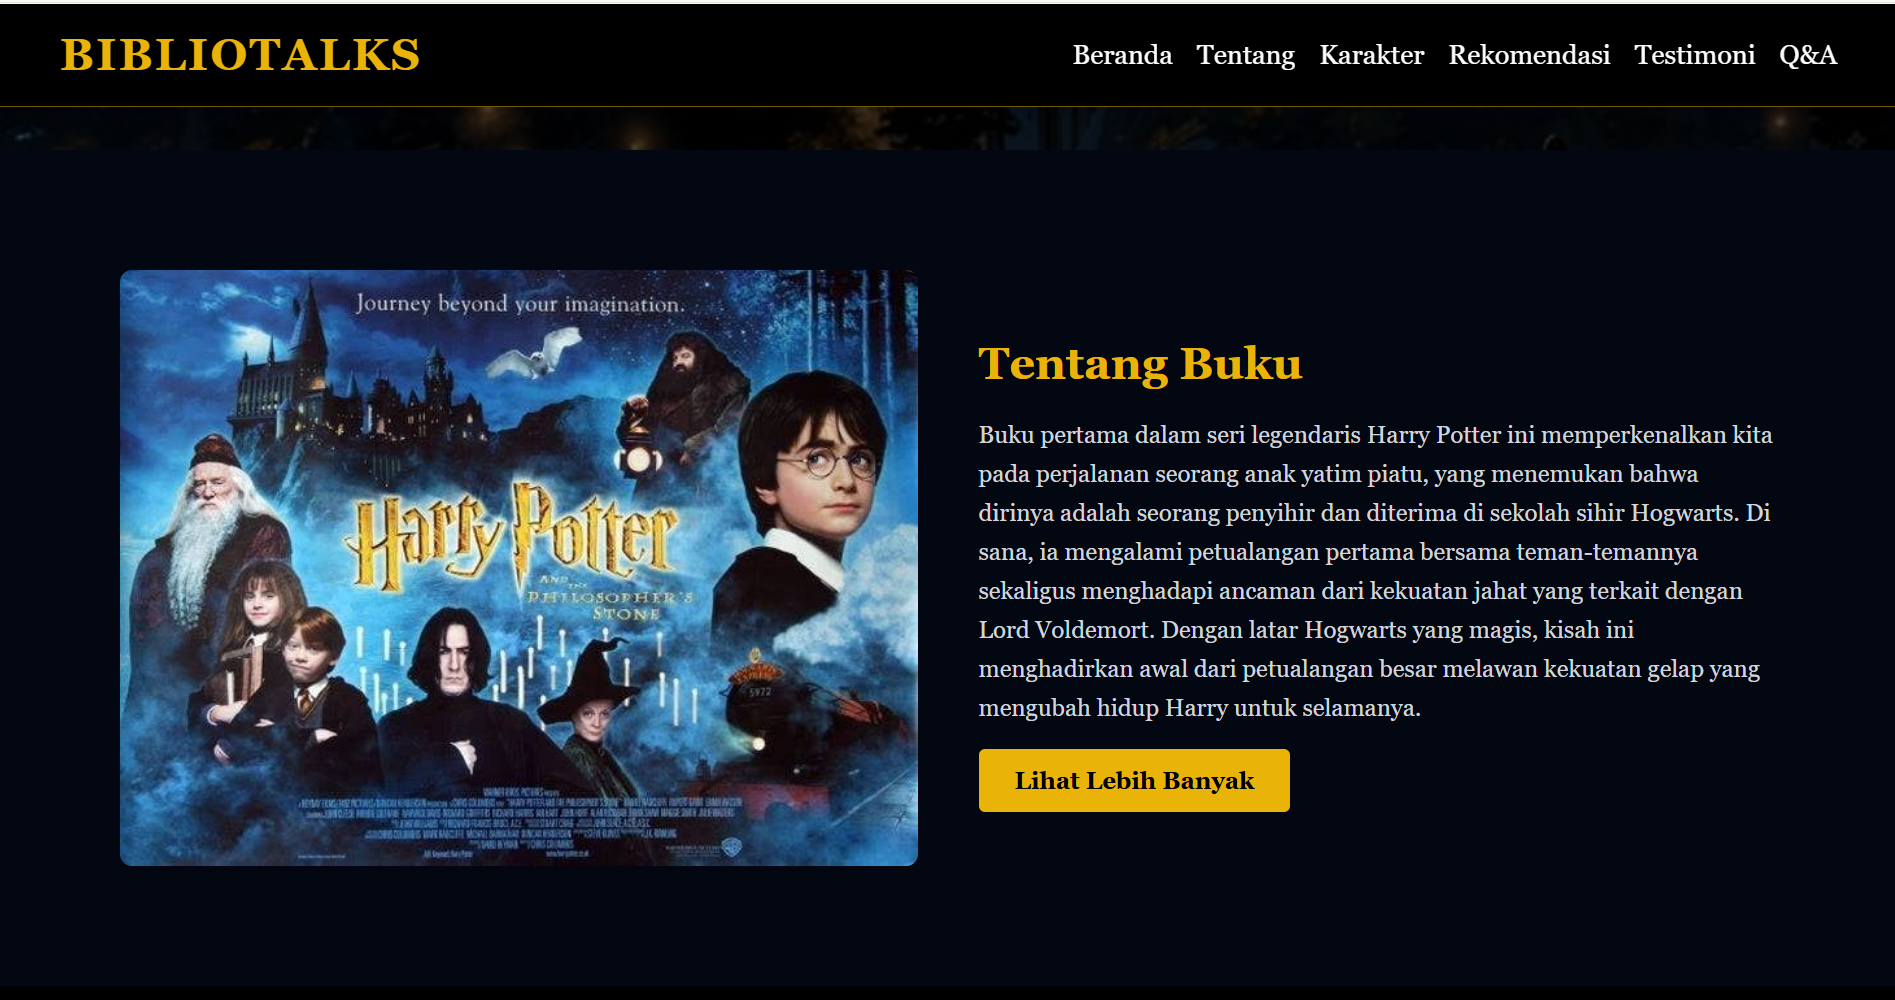 BIBLIOTALKS
Beranda Tentang Karakter Rekomendasi Testimoni Q&A
Journey beyond your imagination.
Harry Potter
AND THE
PHILOSOPHER'S
STONE
5972
Tentang Buku
Buku pertama dalam seri legendaris Harry Potter ini memperkenalkan kita
pada perjalanan seorang anak yatim piatu, yang menemukan bahwa
dirinya adalah seorang penyihir dan diterima di sekolah sihir Hogwarts. Di
sana, ia mengalami petualangan pertama bersama teman-temannya
sekaligus menghadapi ancaman dari kekuatan jahat yang terkait dengan
Lord Voldemort. Dengan latar Hogwarts yang magis, kisah ini
menghadirkan awal dari petualangan besar melawan kekuatan gelap yang
mengubah hidup Harry untuk selamanya.
Lihat Lebih Banyak